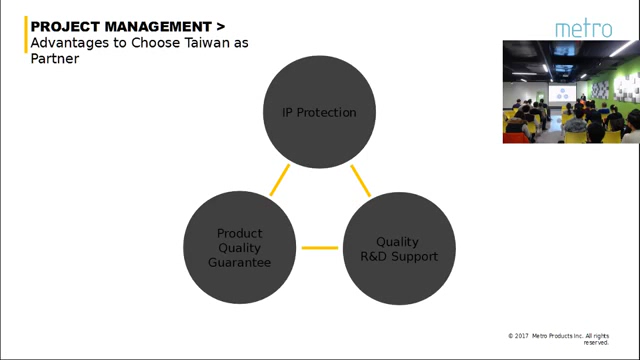 PROJECT MANAGEMENT >
Advantages to Choose Taiwan as
Partner
metro
IP Protection
Product
Quality
Guarantee
Quality
R&D Support
© 2017 Metro Products Inc. All rights
reserved.